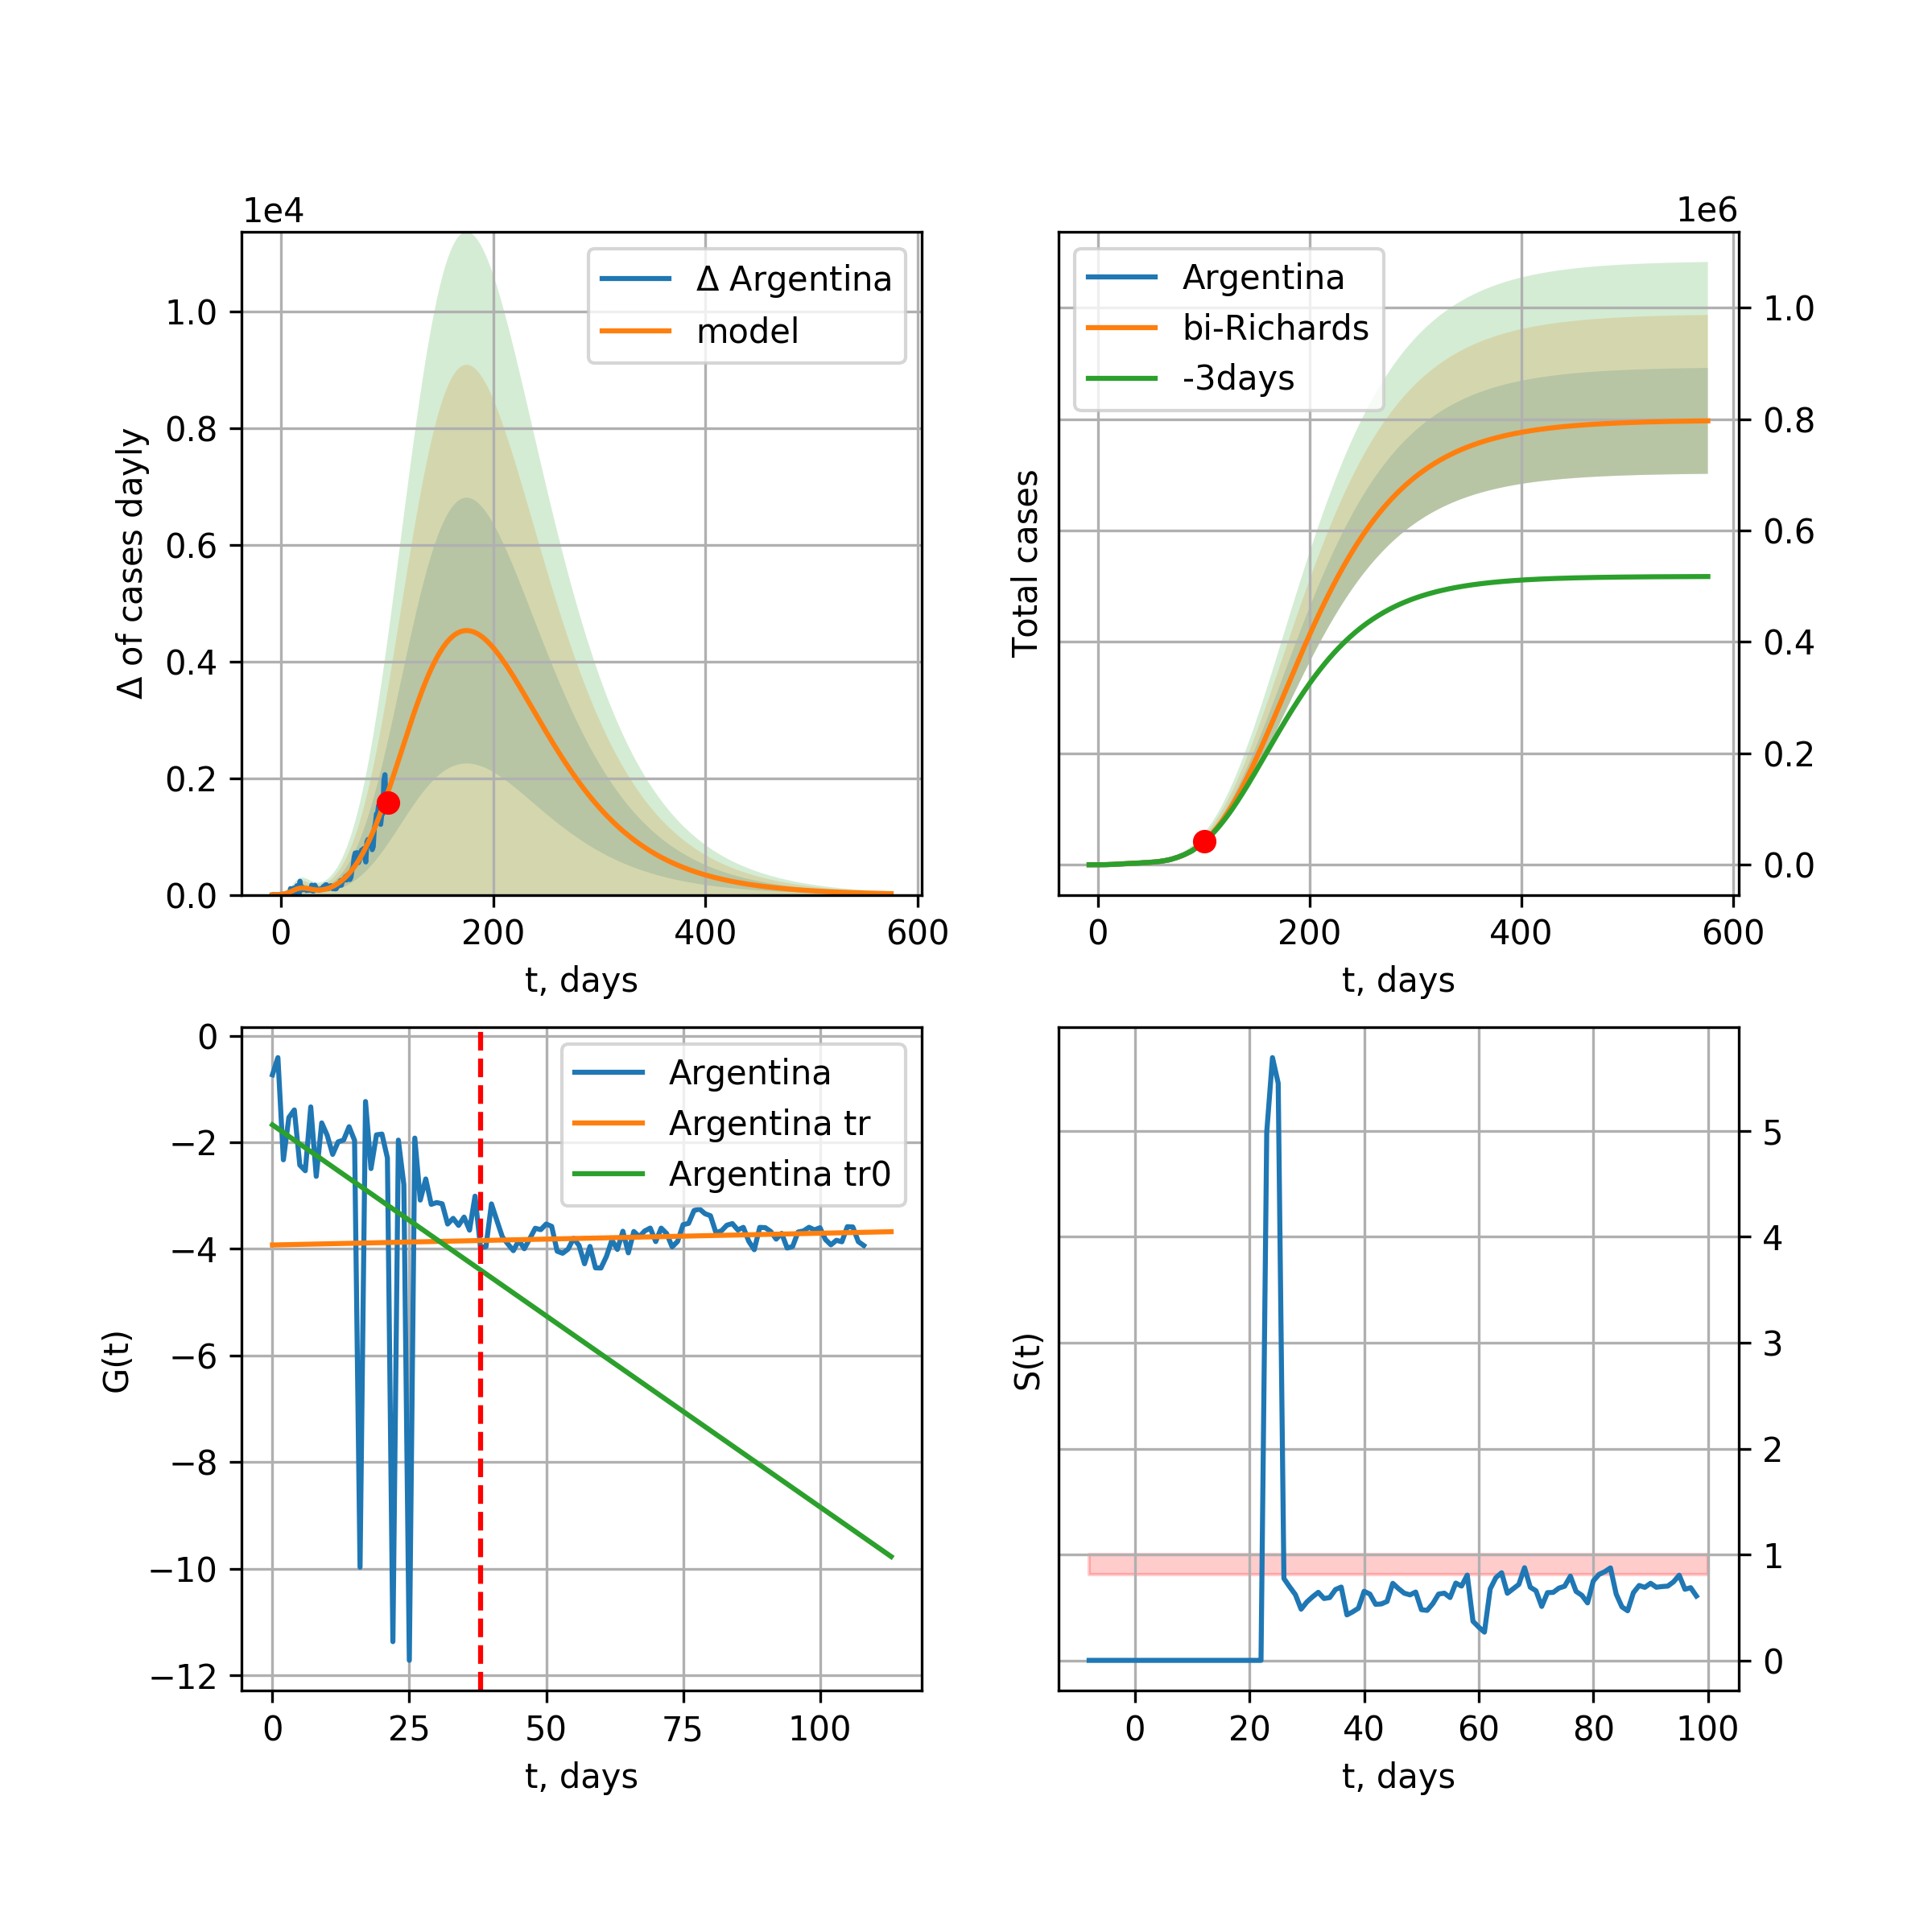 1e4
Δ Argentina
model
1.0
0.8
0.6
0.4
0.2
0.0
Δ of cases dayly
0 200 400 600
t, days
1e6
Argentina
bi-Richards
-3days
1.0
0.8
0.6
0.4
0.2
0.0
Total cases
0 200 400 600
t, days
Argentina
Argentina tr
Argentina tr0
0
−2
−4
−6
−8
−10
−12
G(t)
0 25 50 75 100
t, days
5
4
3
2
1
0
S(t)
0 20 40 60 80 100
t, days